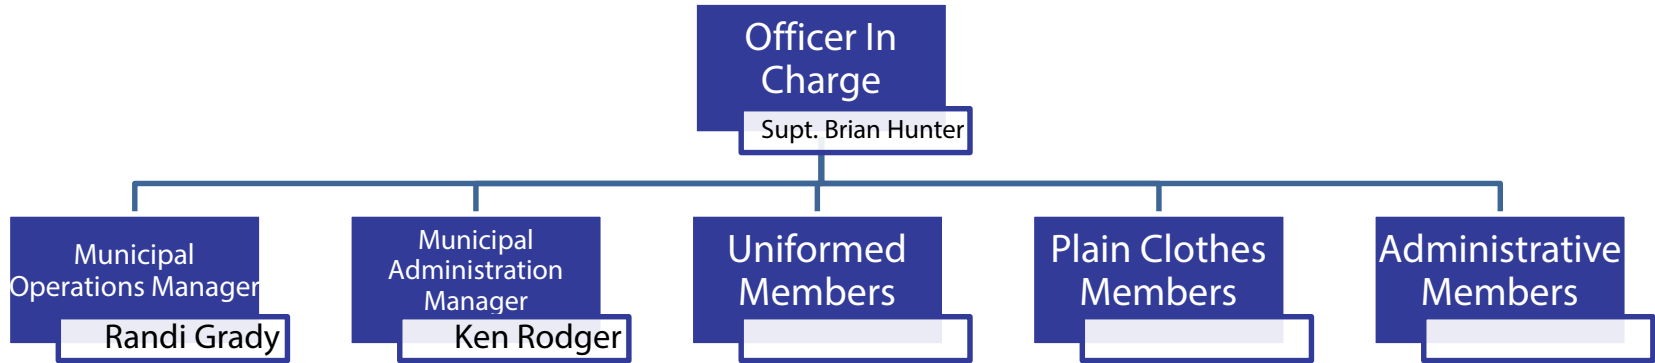 Officer In
Charge
Supt. Brian Hunter
Municipal
Operations Manager
Randi Grady
Municipal
Administration
Manager
Ken Rodger
Uniformed
Members
Plain Clothes
Members
Administrative
Members